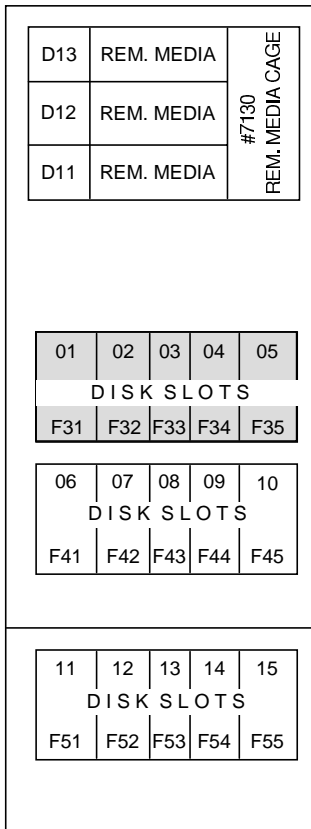 D13 REM. MEDIA
D12 REM. MEDIA
D11 REM. MEDIA
#7130
REM. MEDIA CAGE
01 02 03 04 05
DISK SLOTS
F31 F32 F33 F34 F35
06 07 08 09 10
DISK SLOTS
F41 F42 F43 F44 F45
11 12 13 14 15
DISK SLOTS
F51 F52 F53 F54 F55